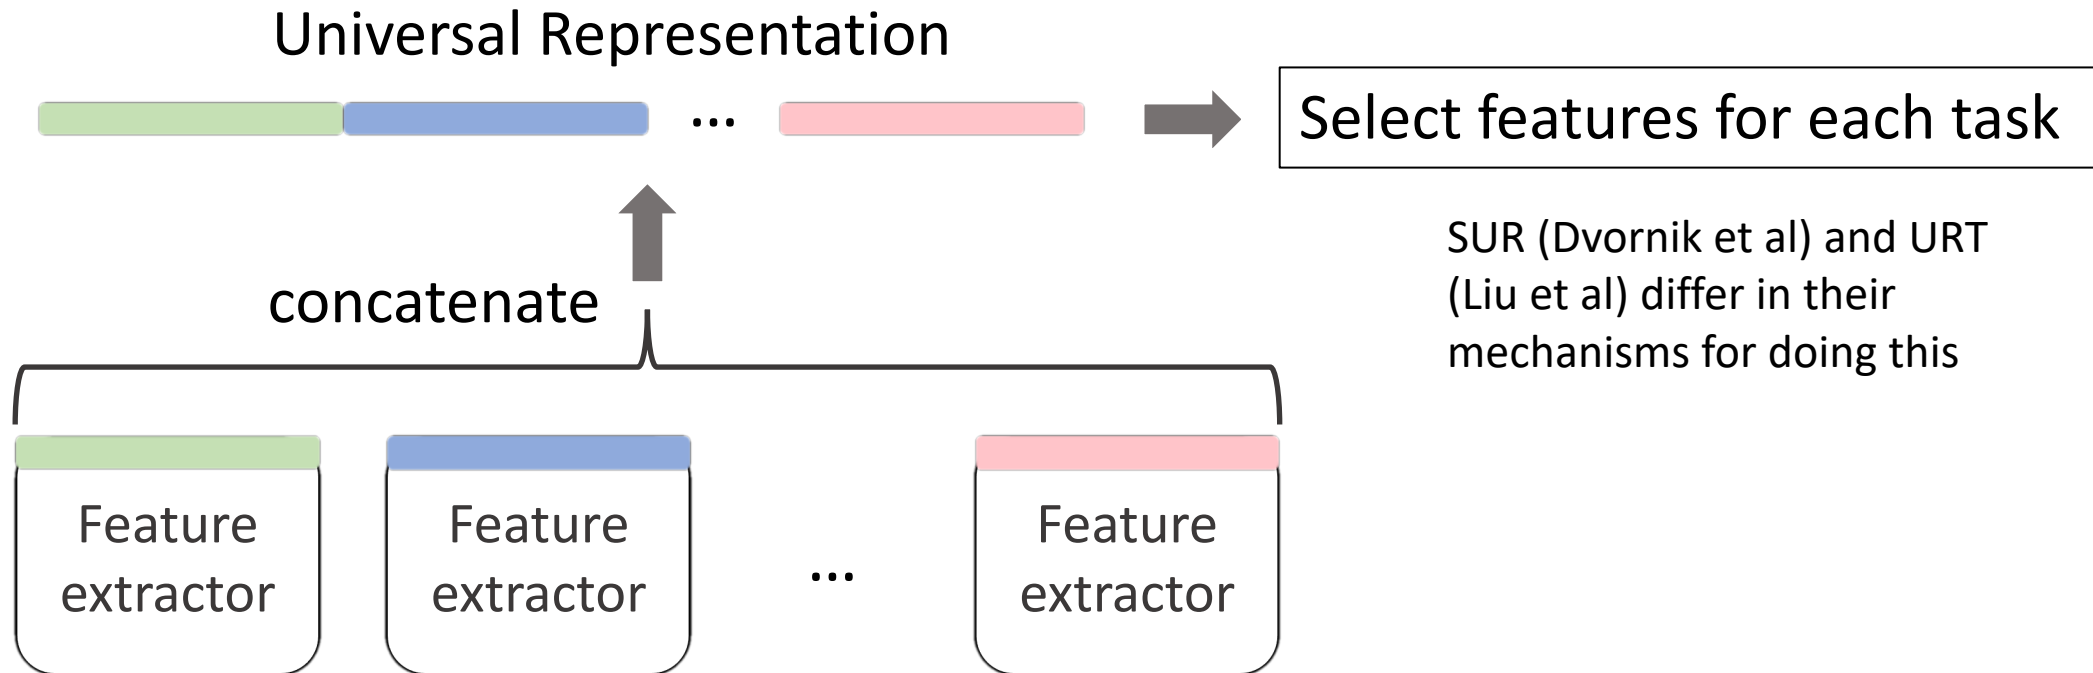 Universal Representation
...
Select features for each task
SUR (Dvornik et al) and URT
(Liu et al) differ in their
mechanisms for doing this
concatenate
Feature
extractor
Feature
extractor
...
Feature
extractor